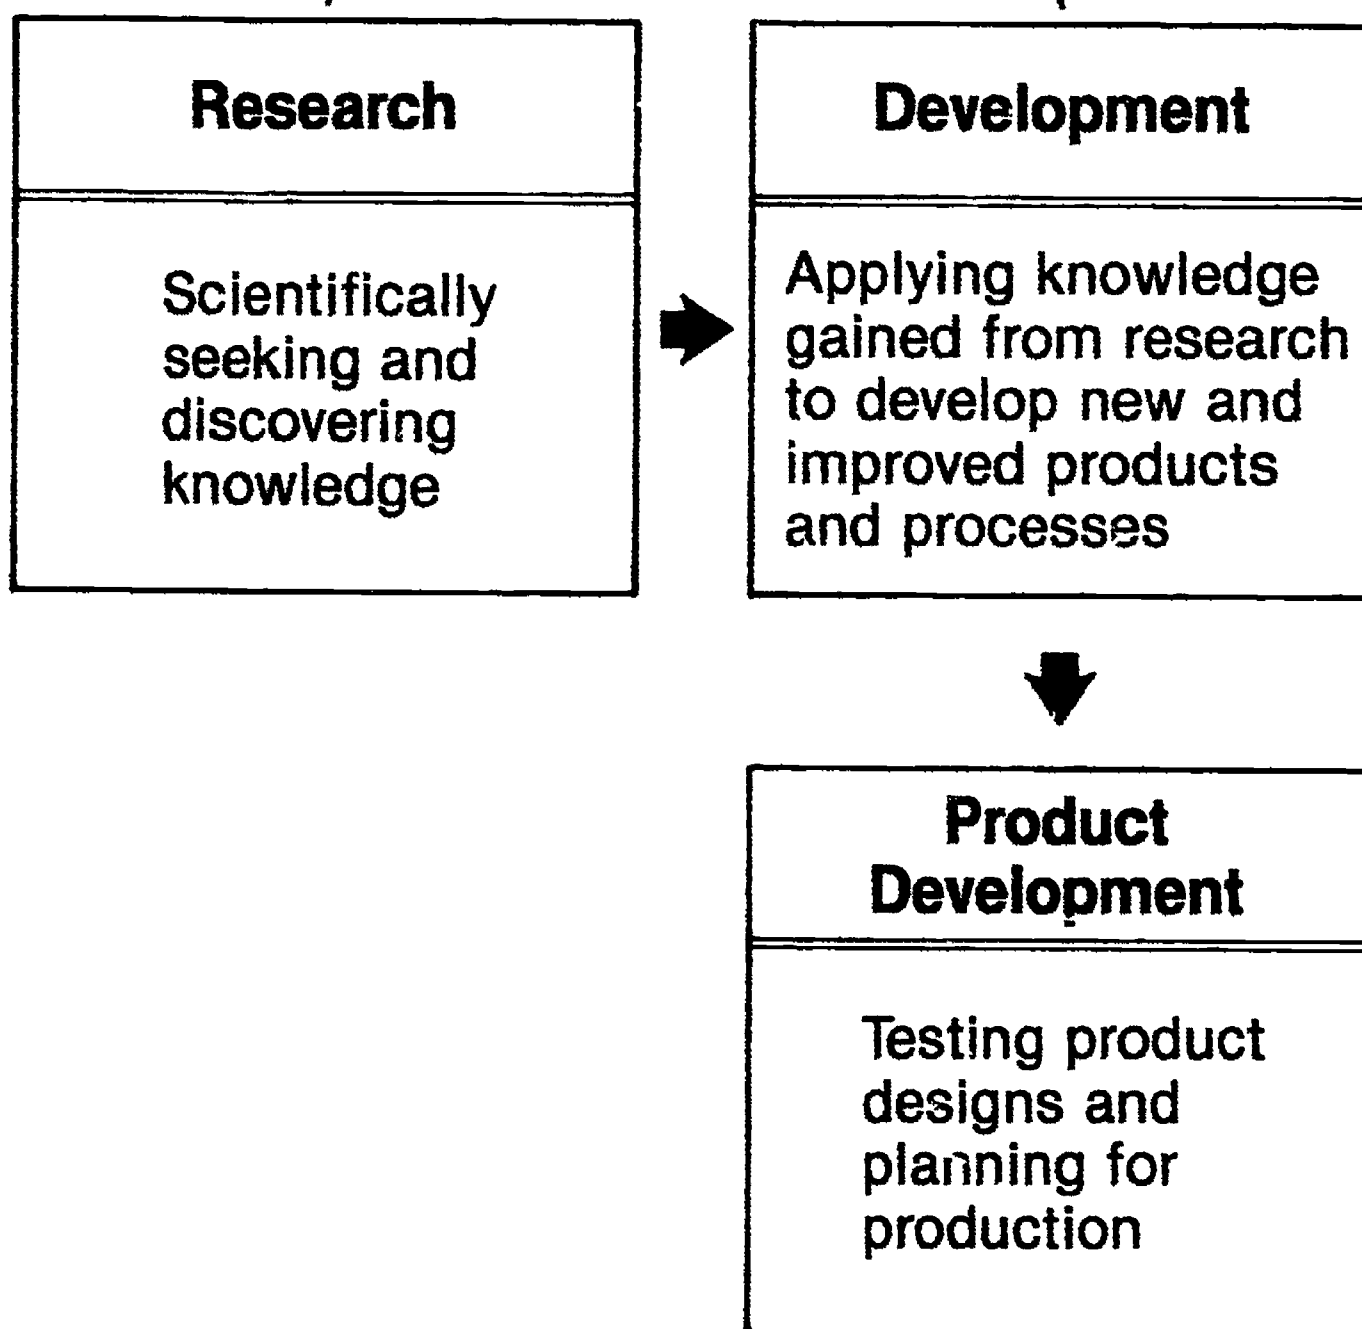 Research
Scientifically
seeking and
discovering
knowledge
Development
Applying knowledge
gained from research
to develop new and
improved products
and processes
Product
Development
Testing product
designs and
planning for
production